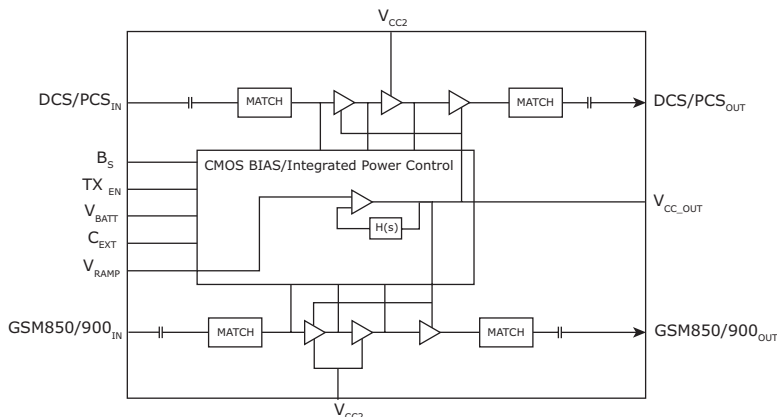 VCC2
DCS/PCSIN
MATCH
MATCH
DCS/PCSOUT
BS
CMOS BIAS/Integrated Power Control
TX EN
VBATT
VCC_OUT
H(s)
CEXT
VRAMP
GSM850/900IN
MATCH
MATCH
GSM850/900OUT
VCC2